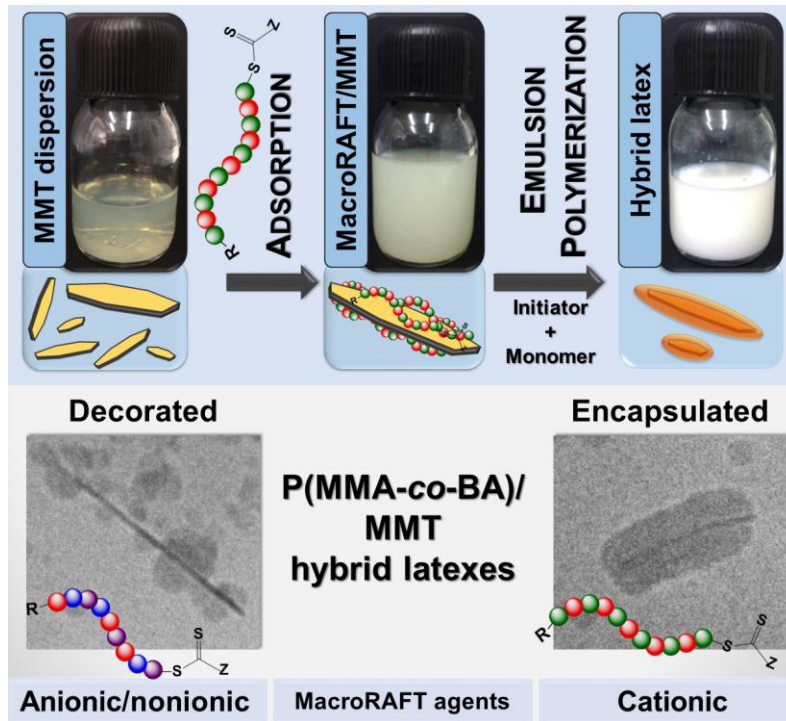 MMT DISPERSION
S
Z
S
R
ADSORPTION
MacroRAFT/MMT
R
EMULSION
POLYMERIZATION
Initiator
+
Monomer
Hybrid latex
Decorated
Encapsulated
P(MMA-co-BA)/
MMT
hybrid latexes
R
S
S
Z
R
S
S
Z
Anionic/nonionic
MacroRAFT agents
Cationic